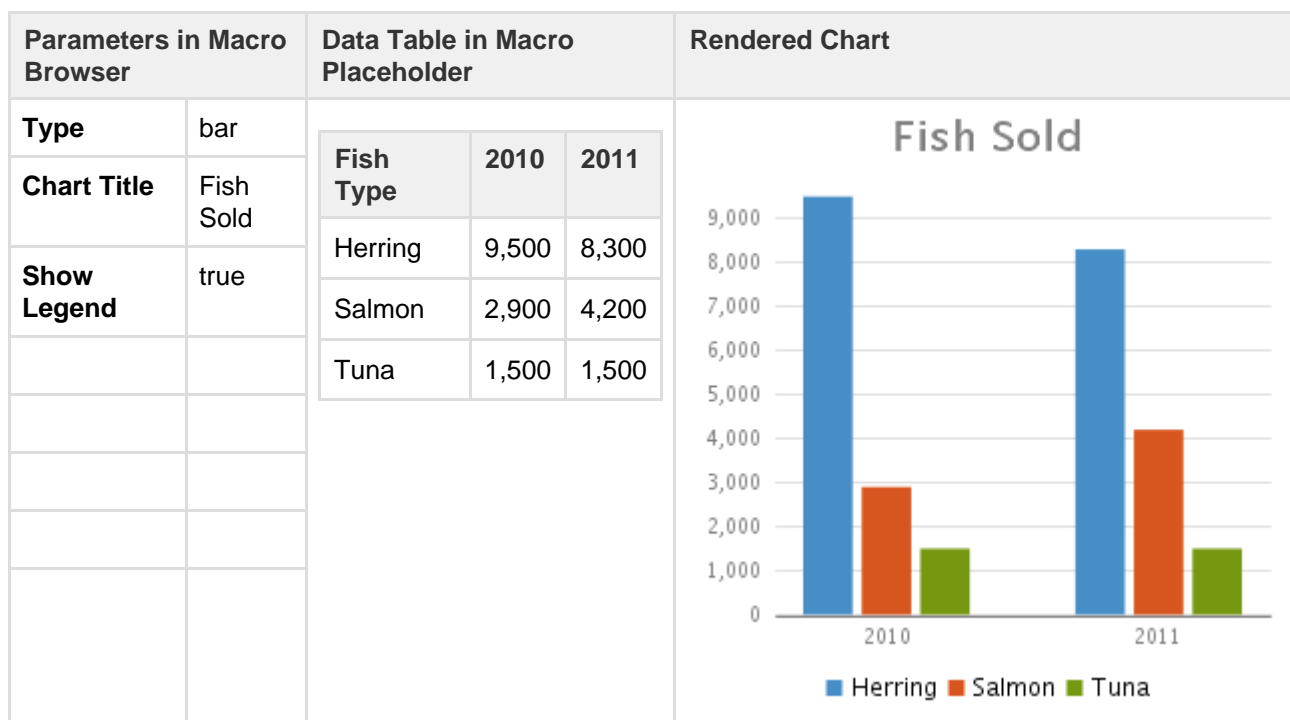 Parameters in Macro
Browser
Data Table in Macro
Placeholder
Rendered Chart
Type
bar
Chart Title
Fish
Sold
Show
Legend
true
Fish
Type
2010
2011
Herring
9,500
8,300
Salmon
2,900
4,200
Tuna
1,500
1,500
Fish Sold
9,000
8,000
7,000
6,000
5,000
4,000
3,000
2,000
1,000
0
2010
2011
Herring
Salmon
Tuna